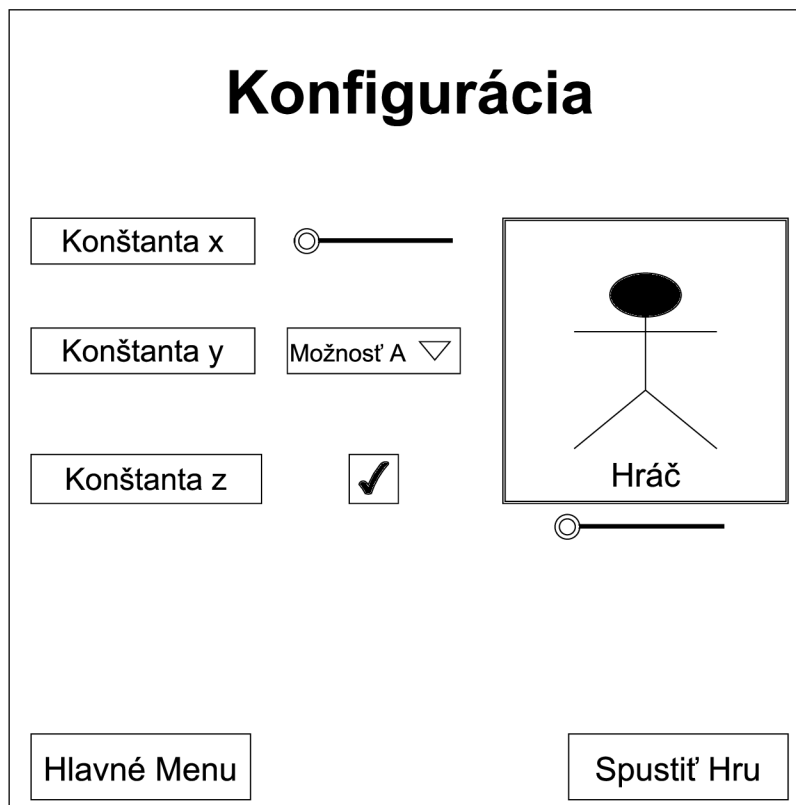 Konfigurácia
Konštanta x
Konštanta y
Možnosť A
Konštanta z
Hráč
Hlavné Menu
Spustiť Hru